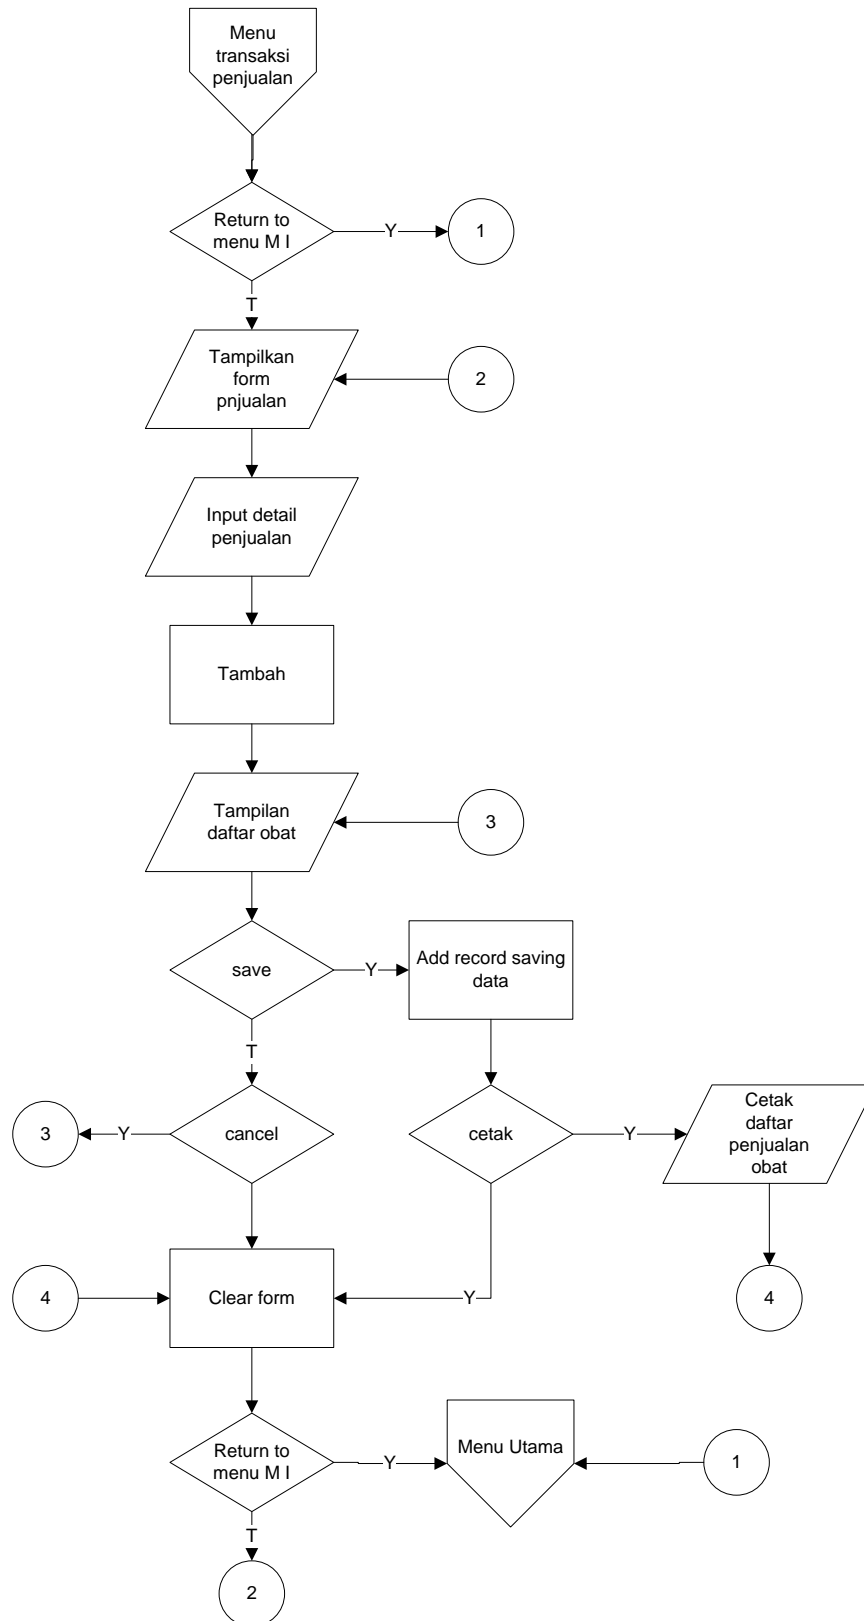 Menu
transaksi
penjualan
Return to
menu M I
Y
1
T
Tampilkan
form
pnjualan
2
Input detail
penjualan
Tambah
Tampilan
daftar obat
3
save
Y
Add record saving
data
T
3
Y
cancel
cetak
Y
Cetak
daftar
penjualan
obat
4
Clear form
Y
4
Return to
menu M I
Y
Menu Utama
1
T
2